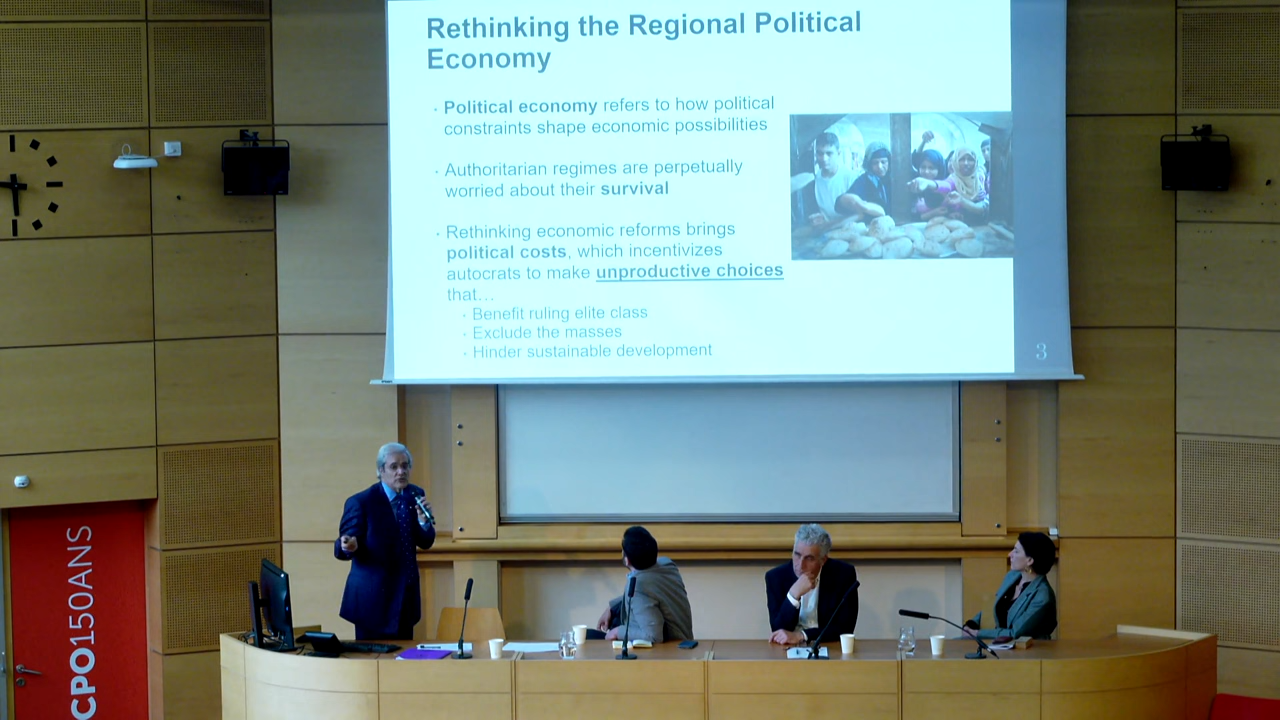 Rethinking the Regional Political
Economy
· Political economy refers to how political
constraints shape economic possibilities
· Authoritarian regimes are perpetually
worried about their survival
· Rethinking economic reforms brings
political costs, which incentivizes
autocrats to make unproductive choices
that…
· Benefit ruling elite class
· Exclude the masses
· Hinder sustainable development
3
CPO150ANS